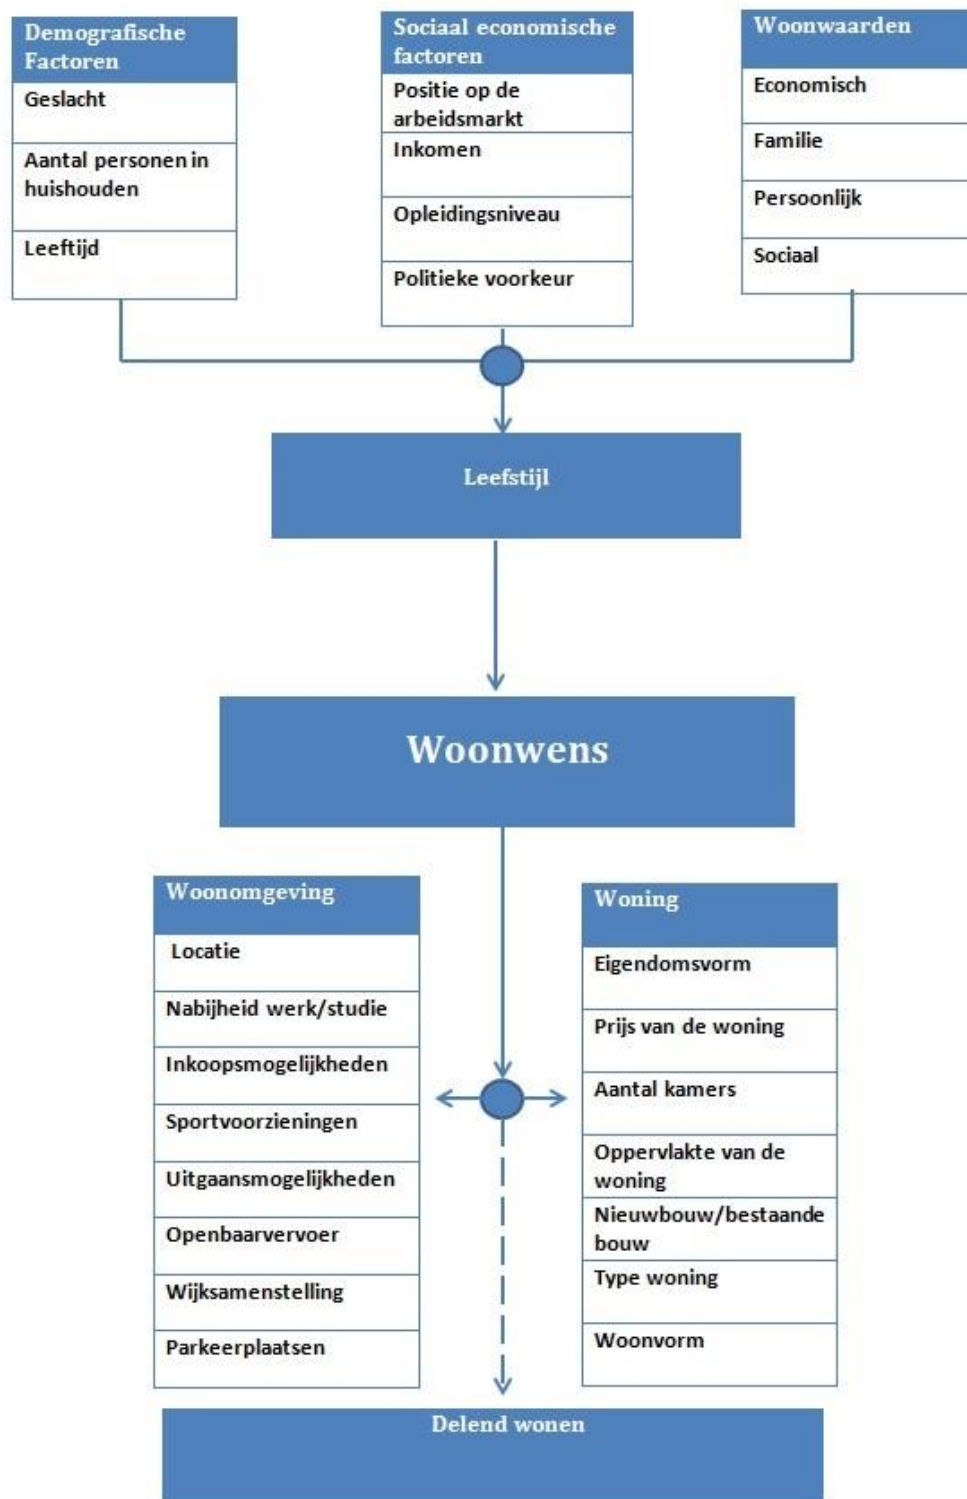 Demografische
Factoren
Geslacht
Aantal personen in
huishouden
Leeftijd
Sociaal economische
factoren
Positie op de
arbeidsmarkt
Inkomen
Opleidingsniveau
Politieke voorkeur
Woonwaarden
Economisch
Familie
Persoonlijk
Sociaal
Leefstijl
Woonwens
Woonomgeving
Locatie
Nabijheid werk/studie
Inkoopsmogelijkheden
Sportvoorzieningen
Uitgaansmogelijkheden
Openbaarvervoer
Wijksamenstelling
Parkeerplaatsen
Woning
Eigendomsvorm
Prijs van de woning
Aantal kamers
Oppervlakte van de
woning
Nieuwbouw/bestaande
bouw
Type woning
Woonvorm
Delend wonen